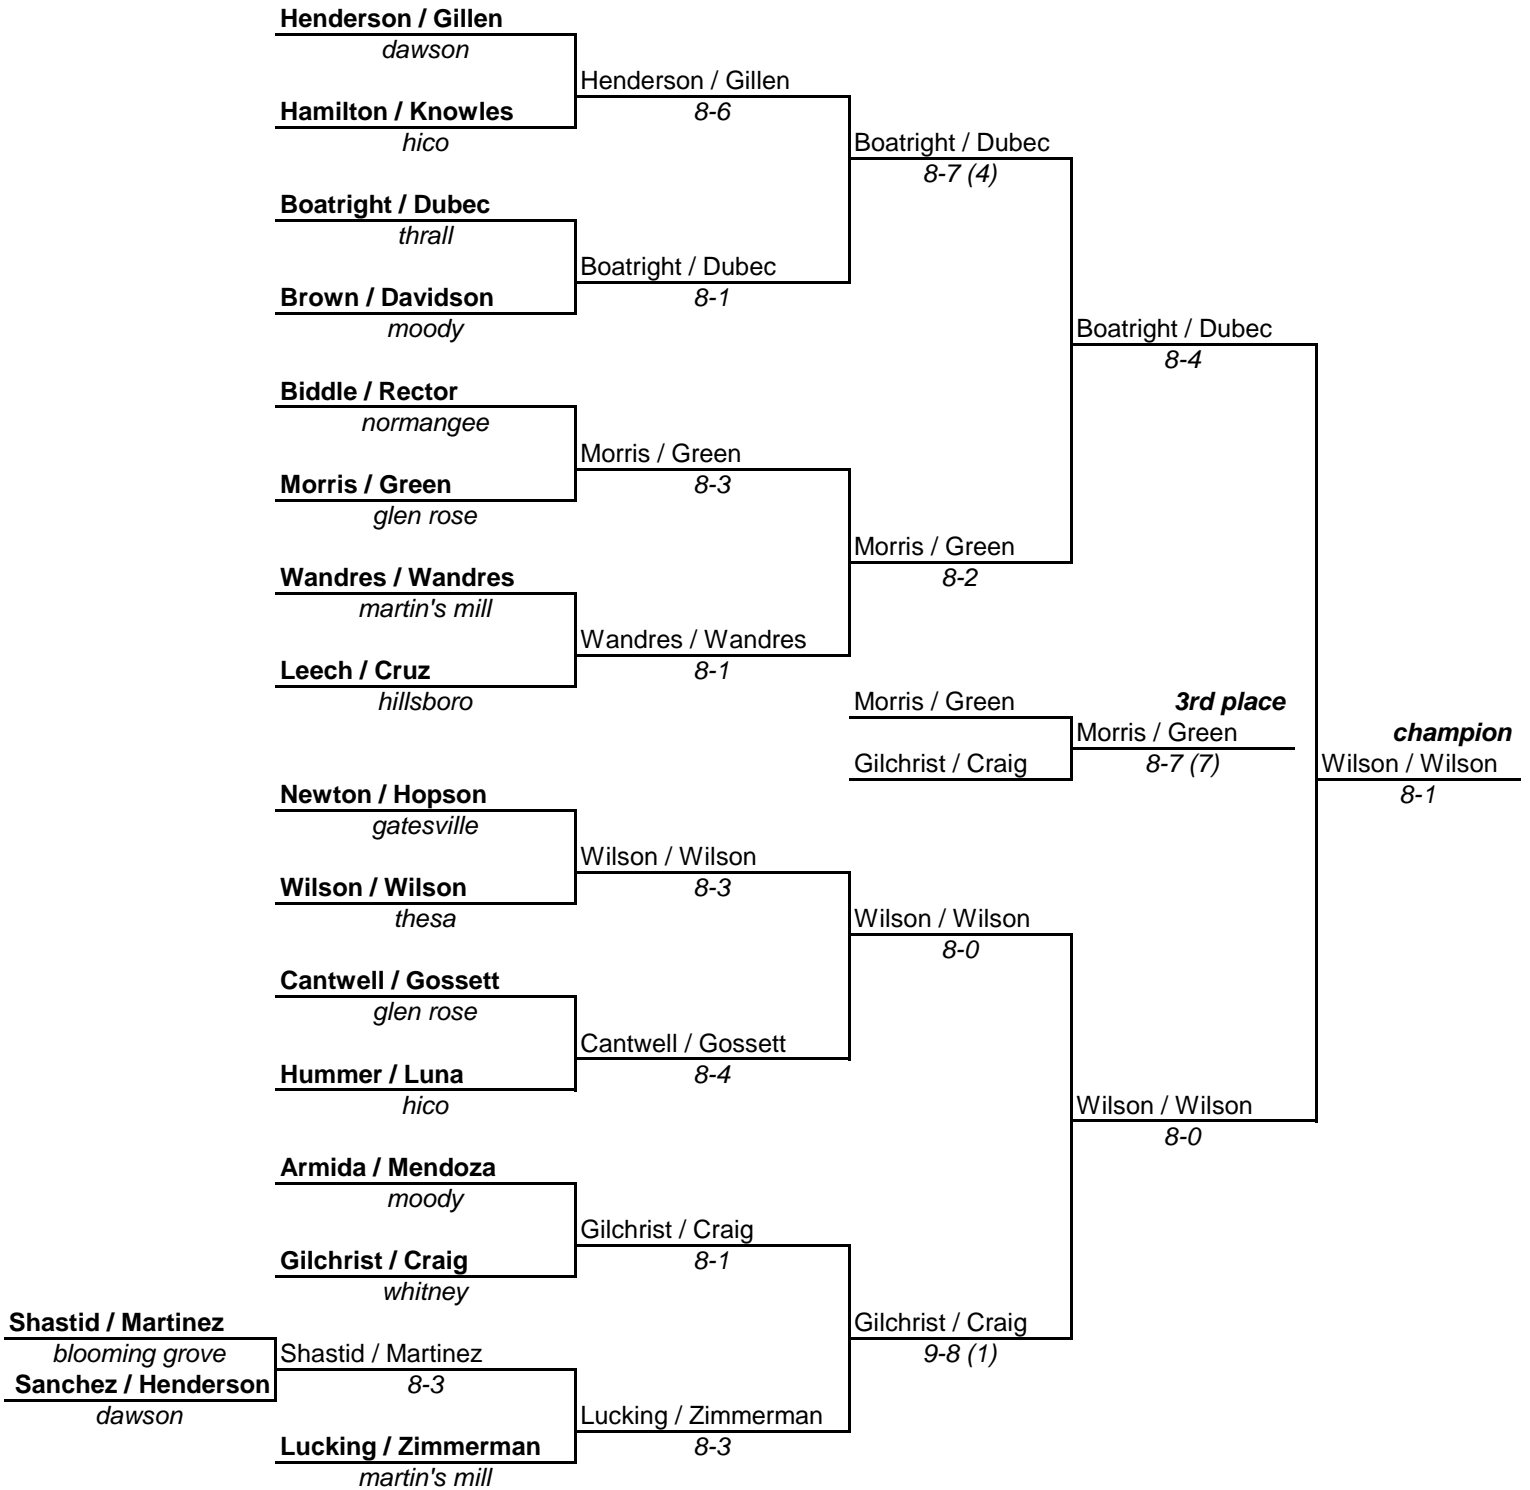 Henderson / Gillen
dawson
Henderson / Gillen
8-6
Hamilton / Knowles
hico
Boatright / Dubec
8-7 (4)
Boatright / Dubec
thrall
Boatright / Dubec
8-1
Brown / Davidson
moody
Boatright / Dubec
8-4
Biddle / Rector
normangee
Morris / Green
8-3
Morris / Green
glen rose
Morris / Green
8-2
Wandres / Wandres
martin's mill
Wandres / Wandres
8-1
Leech / Cruz
hillsboro
Morris / Green
3rd place
Morris / Green
8-7 (7)
Gilchrist / Craig
champion
Wilson / Wilson
8-1
Newton / Hopson
gatesville
Wilson / Wilson
8-3
Wilson / Wilson
thesa
Wilson / Wilson
8-0
Cantwell / Gossett
glen rose
Cantwell / Gossett
8-4
Hummer / Luna
hico
Wilson / Wilson
8-0
Armida / Mendoza
moody
Gilchrist / Craig
8-1
Gilchrist / Craig
whitney
Gilchrist / Craig
9-8 (1)
Shastid / Martinez
blooming grove
Shastid / Martinez
8-3
Sanchez / Henderson
dawson
Lucking / Zimmerman
8-3
Lucking / Zimmerman
martin's mill